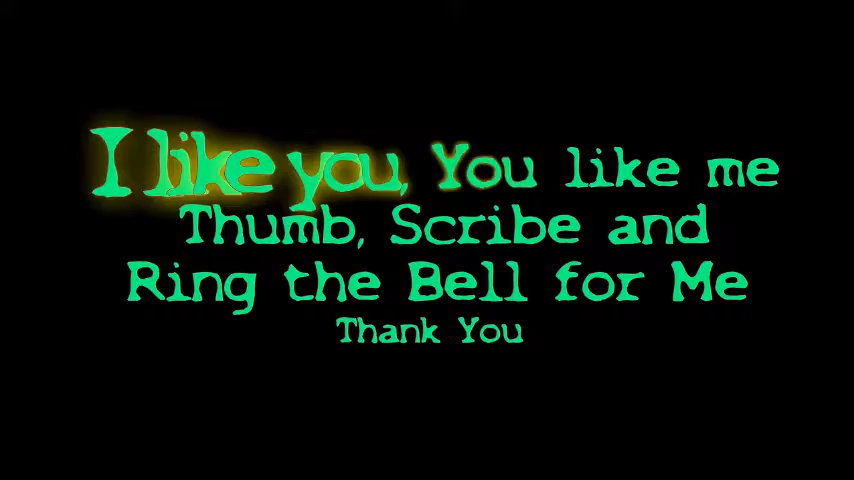 I like you, You like me
Thumb, Scribe and
Ring the Bell for Me
Thank You